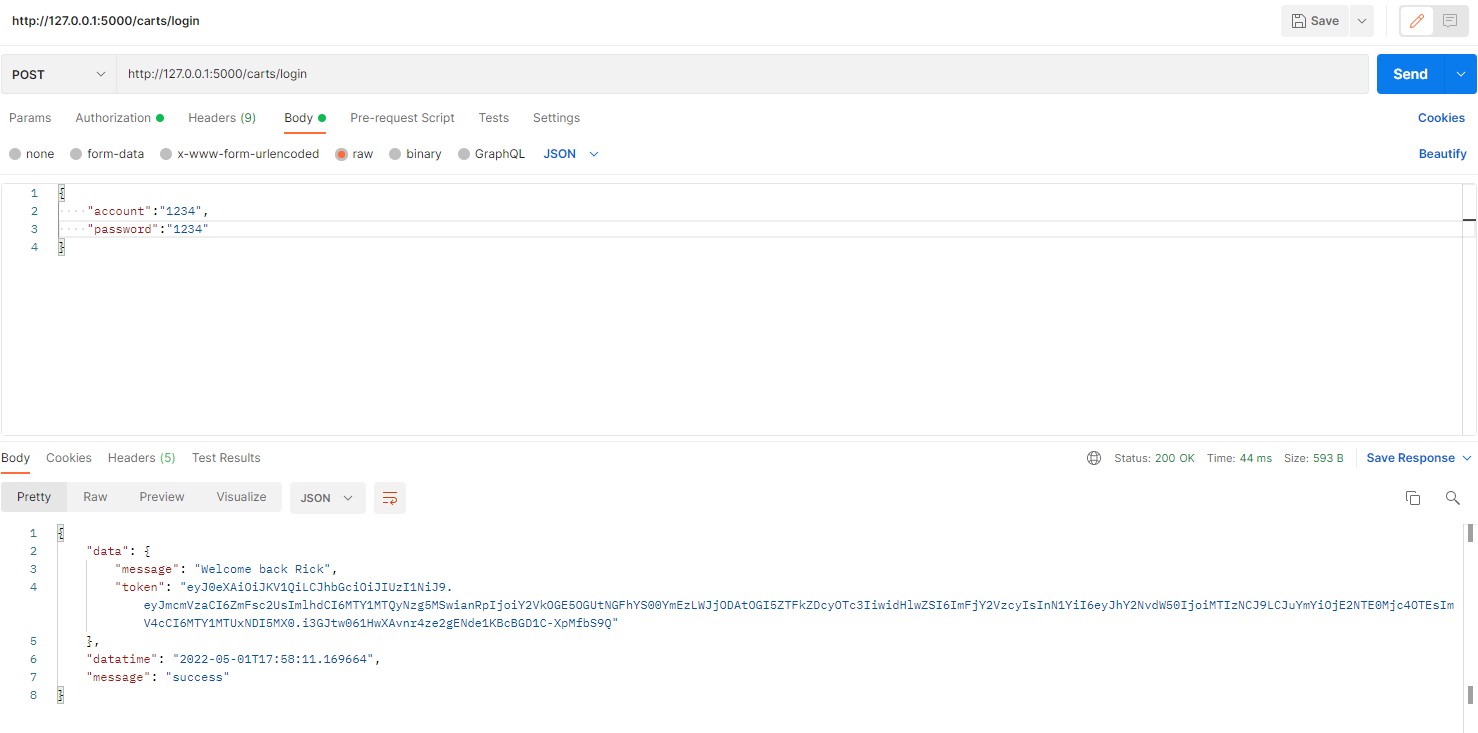 http://127.0.0.1:5000/carts/login
Save
POST
http://127.0.0.1:5000/carts/login
Send
Params Authorization Headers (9) Body Pre-request Script Tests Settings Cookies
none form-data x-www-form-urlencoded raw binary GraphQL JSON Beautify
1 {
2 ····"account":"1234",
3 ····"password":"1234"
4 }
Body Cookies Headers (5) Test Results Status: 200 OK Time: 44 ms Size: 593 B Save Response
Pretty Raw Preview Visualize JSON
1 {
2 "data": {
3 "message": "Welcome back Rick",
4 "token": "eyJ0eXAiOiJKV1QiLCJhbGciOiJIUzI1NiJ9.
eyJmcmVzaCI6ZmFsc2UsImlhdCI6MTY1MTQyNzg5MSwianRpIjoiY2VkOGE5OGUtNGFhYS00YmEzLWJjODAtOGI5ZTFkZDcyOTc3IiwidHlwZSI6ImFjY2VzcyIsInN1YiI6eyJhY2NvdW50IjoiMTIzNCJ9LCJuYmYiOjE2NTE0Mjc4OTEsIm
V4cCI6MTY1MTUxNDI5MX0.i3GJtw061HwXAvnr4ze2gENde1KBcBGD1C-XpMfbS9Q"
5 },
6 "datatime": "2022-05-01T17:58:11.169664",
7 "message": "success"
8 }